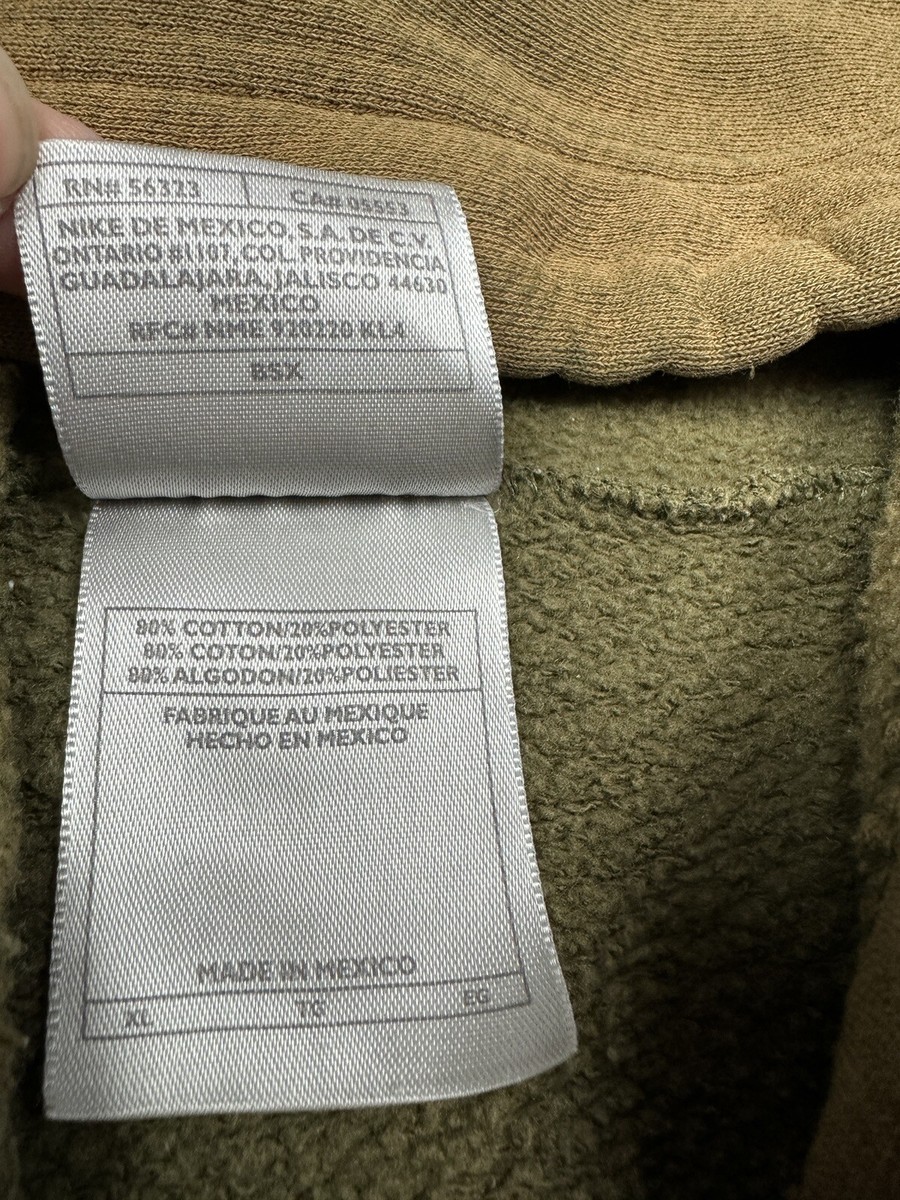 RN# 56323 CA# 05553
NIKE DE MEXICO, S.A. DE C.V.
ONTARIO #1107, COL. PROVIDENCIA
GUADALAJARA, JALISCO 44630
MEXICO
RFC# NME 920220 KL4
BSX
80% COTTON/20%POLYESTER
80% COTON/20%POLYESTER
80% ALGODON/20%POLIESTER
FABRIQUE AU MEXIQUE
HECHO EN MEXICO
MADE IN MEXICO
XL TG EG